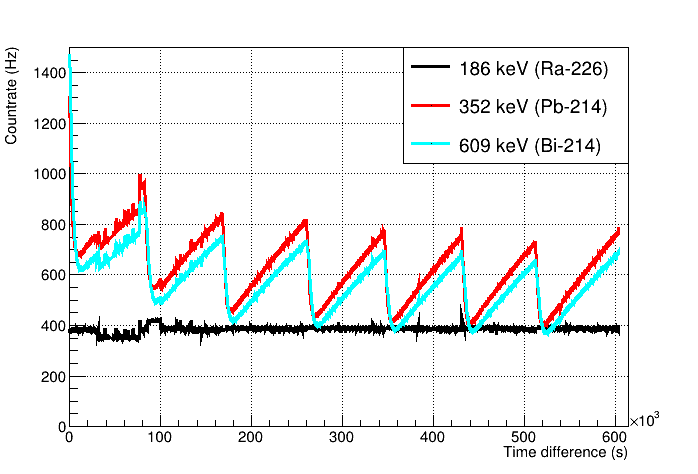 Countrate (Hz)
1400
1200
1000
800
600
400
200
0
186 keV (Ra-226)
352 keV (Pb-214)
609 keV (Bi-214)
0 100 200 300 400 500 600
×10³
Time difference (s)